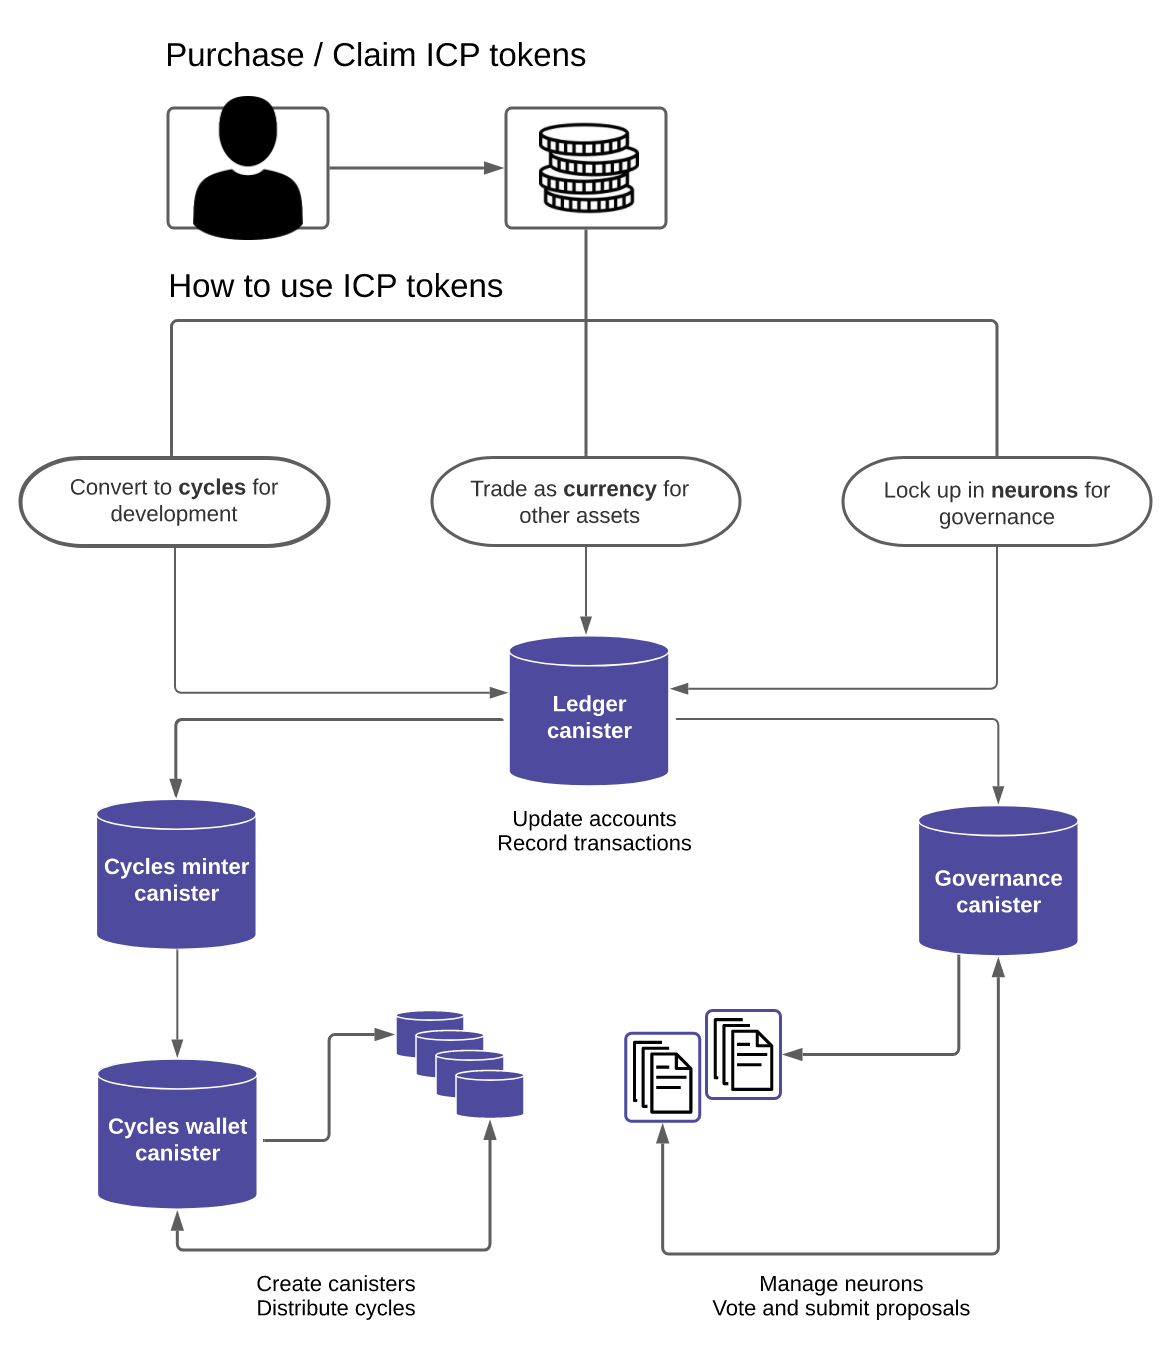 Purchase / Claim ICP tokens
How to use ICP tokens
Convert to cycles for
development
Trade as currency for
other assets
Lock up in neurons for
governance
Ledger
canister
Update accounts
Record transactions
Cycles minter
canister
Governance
canister
Cycles wallet
canister
Create canisters
Distribute cycles
Manage neurons
Vote and submit proposals